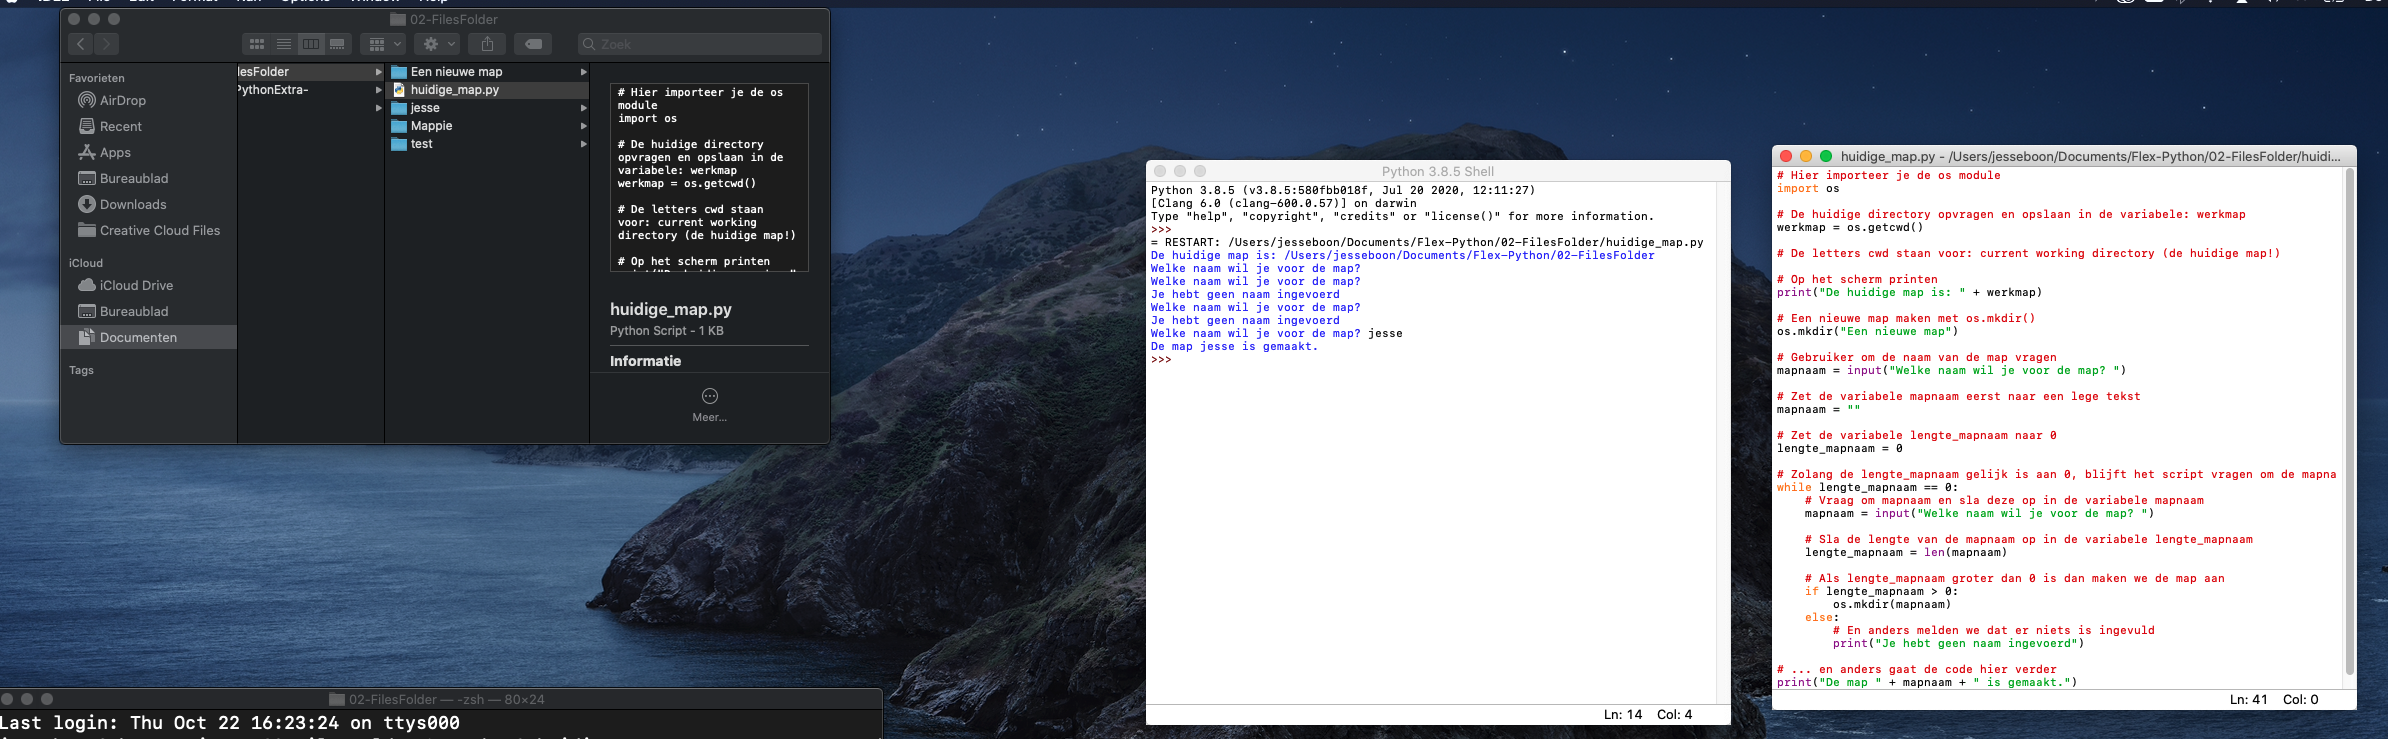 IDLE File Edit Format Run Options Window Help
02-FilesFolder
Zoek
Favorieten
AirDrop
Recent
Apps
Bureaublad
Downloads
Creative Cloud Files
iCloud
iCloud Drive
Bureaublad
Documenten
Tags
lesFolder
PythonExtra-
Een nieuwe map
huidige_map.py
jesse
Mappie
test
# Hier importeer je de os
module
import os
# De huidige directory
opvragen en opslaan in de
variabele: werkmap
werkmap = os.getcwd()
# De letters cwd staan
voor: current working
directory (de huidige map!)
# Op het scherm printen
huidige_map.py
Python Script - 1 KB
Informatie
Meer...
02-FilesFolder — -zsh — 80×24
Last login: Thu Oct 22 16:23:24 on ttys000
Python 3.8.5 Shell
Python 3.8.5 (v3.8.5:580fbb018f, Jul 20 2020, 12:11:27)
[Clang 6.0 (clang-600.0.57)] on darwin
Type "help", "copyright", "credits" or "license()" for more information.
>>>
= RESTART: /Users/jesseboon/Documents/Flex-Python/02-FilesFolder/huidige_map.py
De huidige map is: /Users/jesseboon/Documents/Flex-Python/02-FilesFolder
Welke naam wil je voor de map?
Welke naam wil je voor de map?
Je hebt geen naam ingevoerd
Welke naam wil je voor de map?
Je hebt geen naam ingevoerd
Welke naam wil je voor de map? jesse
De map jesse is gemaakt.
>>>
Ln: 14 Col: 4
huidige_map.py - /Users/jesseboon/Documents/Flex-Python/02-FilesFolder/huidi...
# Hier importeer je de os module
import os
# De huidige directory opvragen en opslaan in de variabele: werkmap
werkmap = os.getcwd()
# De letters cwd staan voor: current working directory (de huidige map!)
# Op het scherm printen
print("De huidige map is: " + werkmap)
# Een nieuwe map maken met os.mkdir()
os.mkdir("Een nieuwe map")
# Gebruiker om de naam van de map vragen
mapnaam = input("Welke naam wil je voor de map? ")
# Zet de variabele mapnaam eerst naar een lege tekst
mapnaam = ""
# Zet de variabele lengte_mapnaam naar 0
lengte_mapnaam = 0
# Zolang de lengte_mapnaam gelijk is aan 0, blijft het script vragen om de mapna
while lengte_mapnaam == 0:
# Vraag om mapnaam en sla deze op in de variabele mapnaam
mapnaam = input("Welke naam wil je voor de map? ")
# Sla de lengte van de mapnaam op in de variabele lengte_mapnaam
lengte_mapnaam = len(mapnaam)
# Als lengte_mapnaam groter dan 0 is dan maken we de map aan
if lengte_mapnaam > 0:
os.mkdir(mapnaam)
else:
# En anders melden we dat er niets is ingevuld
print("Je hebt geen naam ingevoerd")
# ... en anders gaat de code hier verder
print("De map " + mapnaam + " is gemaakt.")
Ln: 41 Col: 0